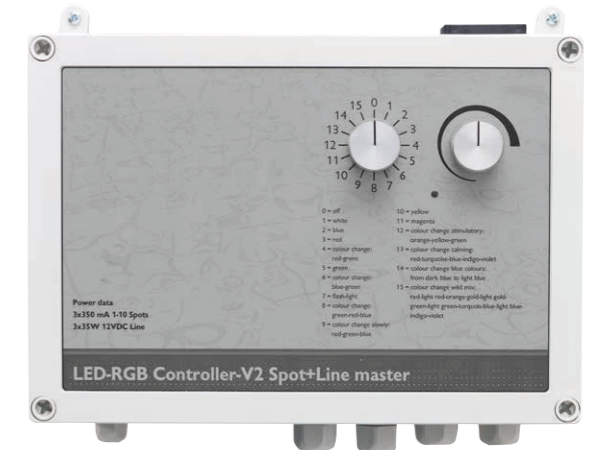 15 0 1
14 2
13 3
12 4
11 5
10 6
9 8 7
0 = off
1 = white
2 = blue
3 = red
4 = colour change:
red-green
5 = green
6 = colour change:
blue-green
7 = flash-light
8 = colour change:
green-red-blue
9 = colour change slowly:
red-green-blue
10 = yellow
11 = magenta
12 = colour change stimulatory:
orange-yellow-green
13 = colour change calming:
red-turquoise-blue-indigo-violet
14 = colour change blue colours:
from dark blue to light blue
15 = colour change wild mix:
red-light red-orange-gold-light gold-
green-light green-turquois-blue-light blue-
indigo-violet
Power data
3x350 mA 1-10 Spots
3x35W 12VDC Line
LED-RGB Controller-V2 Spot+Line master